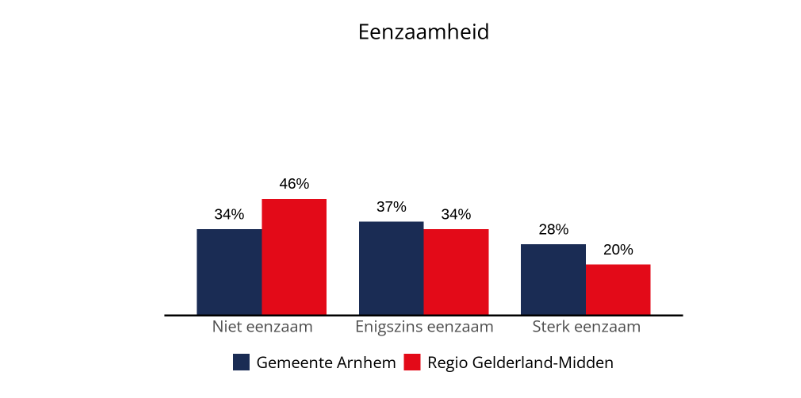 Eenzaamheid
46%
34%
37%
34%
28%
20%
Niet eenzaam
Enigszins eenzaam
Sterk eenzaam
Gemeente Arnhem
Regio Gelderland-Midden